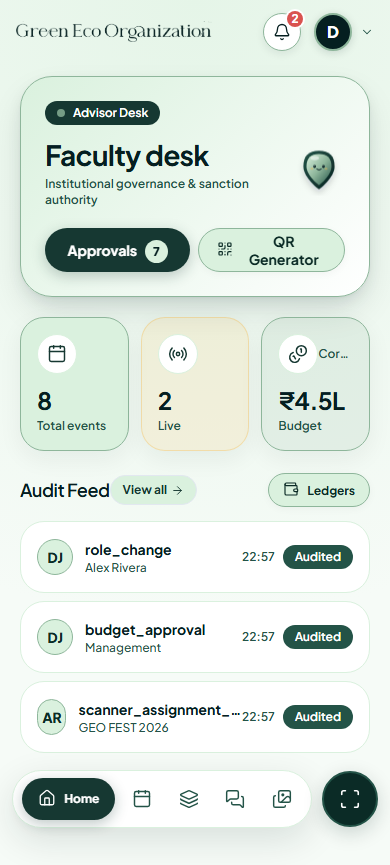 Green Eco Organization
2
D
Advisor Desk
Faculty desk
Institutional governance & sanction
authority
Approvals 7
QR
Generator
8
Total events
2
Live
Cor...
₹4.5L
Budget
Audit Feed
View all →
Ledgers
DJ
role_change
Alex Rivera
22:57
Audited
DJ
budget_approval
Management
22:57
Audited
AR
scanner_assignment_...
GEO FEST 2026
22:57
Audited
Home